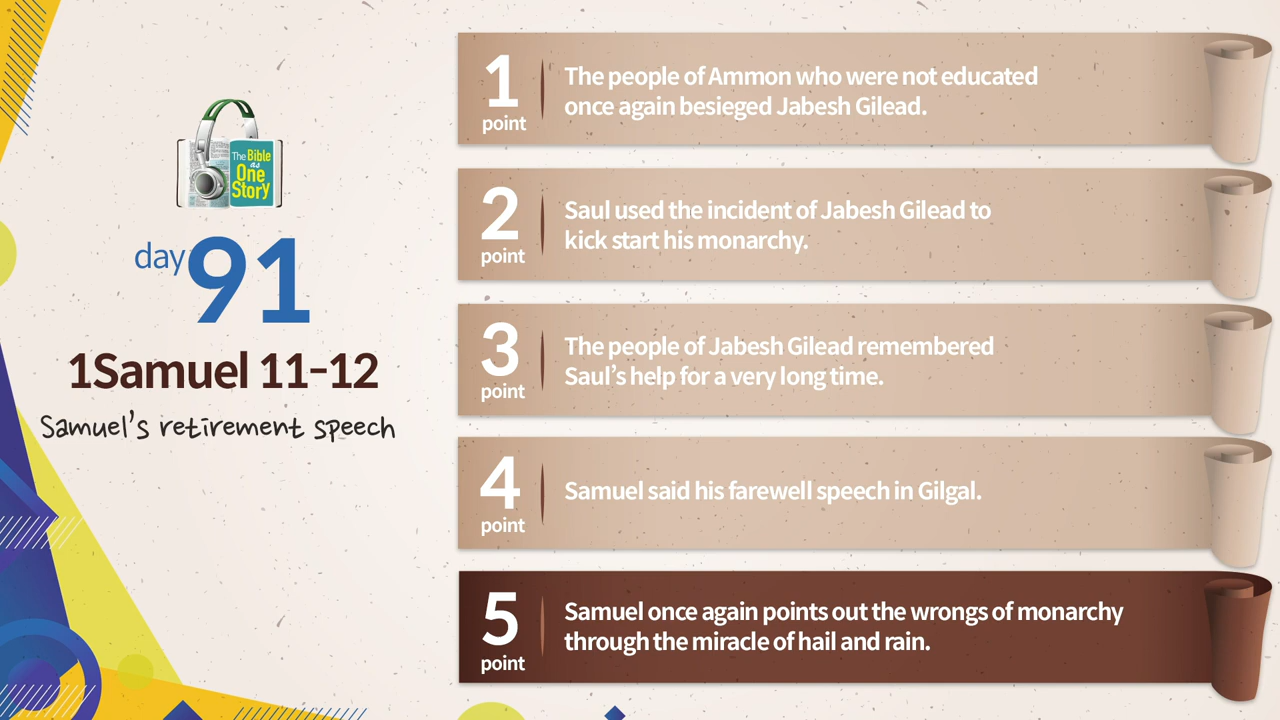 The Bible
as
One
Story
day 91
1Samuel 11-12
Samuel's retirement speech
1
point
The people of Ammon who were not educated
once again besieged Jabesh Gilead.
2
point
Saul used the incident of Jabesh Gilead to
kick start his monarchy.
3
point
The people of Jabesh Gilead remembered
Saul's help for a very long time.
4
point
Samuel said his farewell speech in Gilgal.
5
point
Samuel once again points out the wrongs of monarchy
through the miracle of hail and rain.